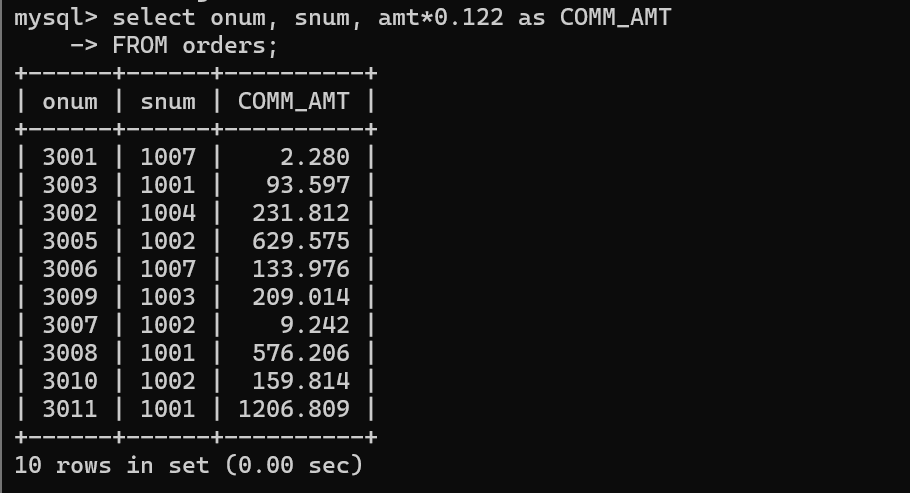 mysql> select onum, snum, amt*0.122 as COMM_AMT
    -> FROM orders;
+------+------+----------+
| onum | snum | COMM_AMT |
+------+------+----------+
| 3001 | 1007 |    2.280 |
| 3003 | 1001 |   93.597 |
| 3002 | 1004 |  231.812 |
| 3005 | 1002 |  629.575 |
| 3006 | 1007 |  133.976 |
| 3009 | 1003 |  209.014 |
| 3007 | 1002 |    9.242 |
| 3008 | 1001 |  576.206 |
| 3010 | 1002 |  159.814 |
| 3011 | 1001 | 1206.809 |
+------+------+----------+
10 rows in set (0.00 sec)